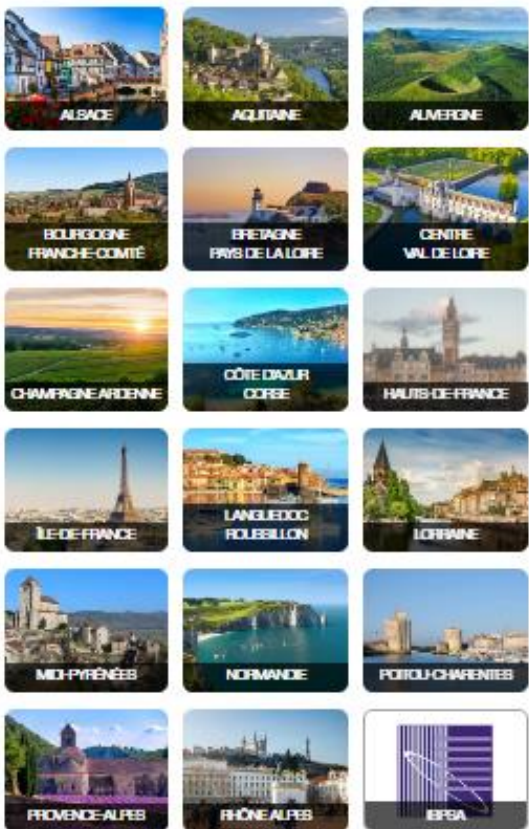 ALSACE
AQUITAINE
AUVERGNE
BOURGOGNE
FRANCHE-COMTÉ
BRETAGNE
PAYS DE LA LOIRE
CENTRE
VAL DE LOIRE
CHAMPAGNE ARDENNE
CÔTE D'AZUR
CORSE
HAUTS-DE-FRANCE
ÎLE-DE-FRANCE
LANGUEDOC
ROUSSILLON
LORRAINE
MIDI-PYRÉNÉES
NORMANDIE
POITOU-CHARENTES
PROVENCE-ALPES
RHÔNE ALPES
IBPSA